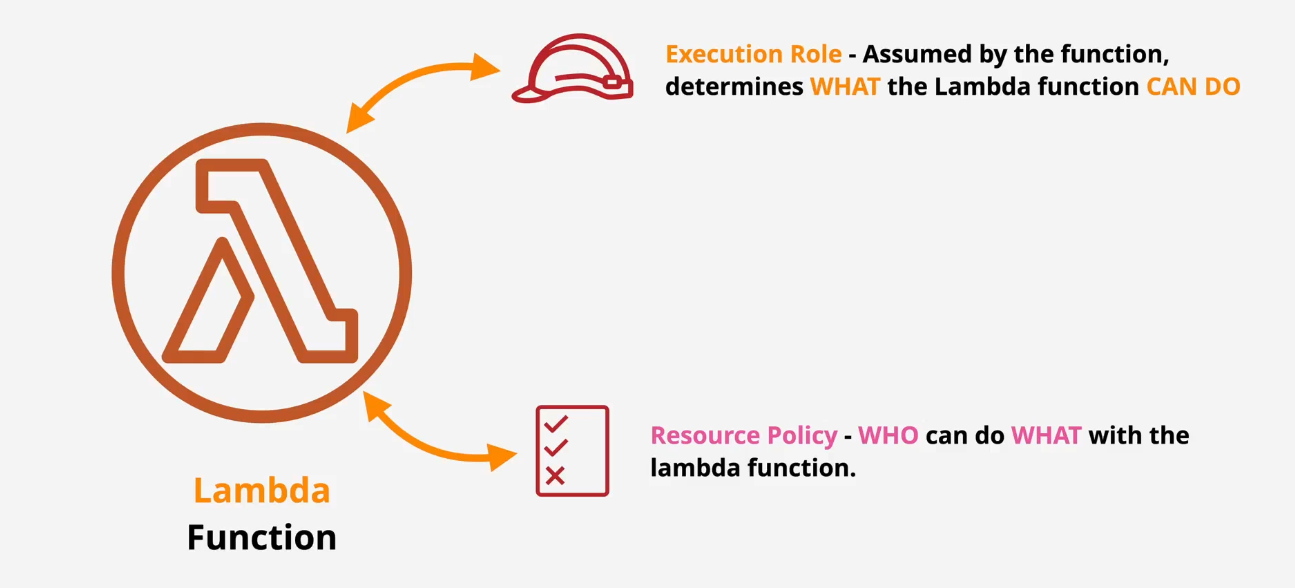 Execution Role - Assumed by the function,
determines WHAT the Lambda function CAN DO
Resource Policy - WHO can do WHAT with the
lambda function.
Lambda
Function